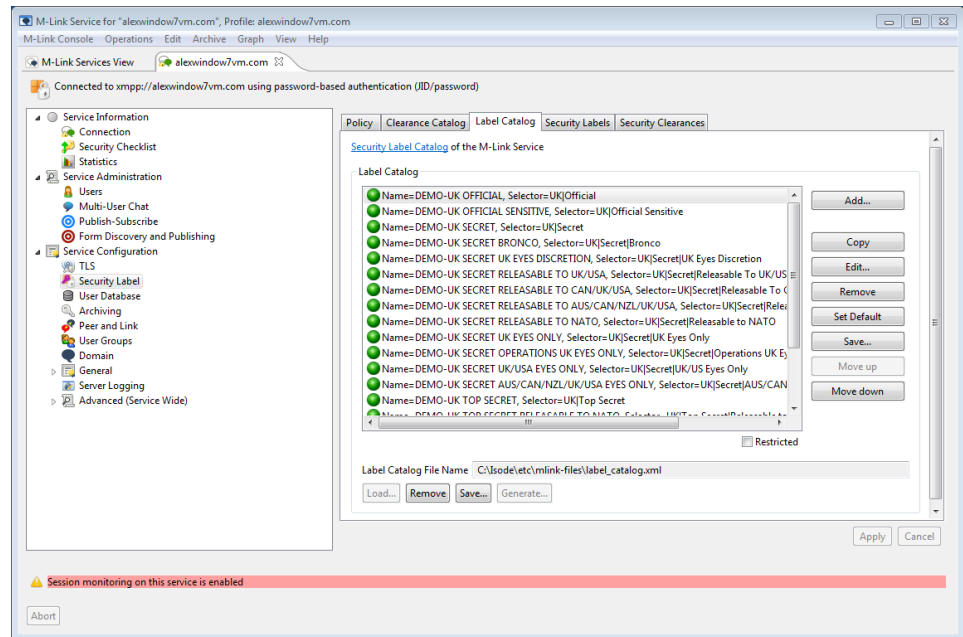 M-Link Service for "alexwindow7vm.com", Profile: alexwindow7vm.com
M-Link Console Operations Edit Archive Graph View Help
M-Link Services View alexwindow7vm.com
Connected to xmpp://alexwindow7vm.com using password-based authentication (JID/password)
Service Information
Connection
Security Checklist
Statistics
Service Administration
Users
Multi-User Chat
Publish-Subscribe
Form Discovery and Publishing
Service Configuration
TLS
Security Label
User Database
Archiving
Peer and Link
User Groups
Domain
General
Server Logging
Advanced (Service Wide)
Policy Clearance Catalog Label Catalog Security Labels Security Clearances
Security Label Catalog of the M-Link Service
Label Catalog
Name=DEMO-UK OFFICIAL, Selector=UK|Official
Name=DEMO-UK OFFICIAL SENSITIVE, Selector=UK|Official Sensitive
Name=DEMO-UK SECRET, Selector=UK|Secret
Name=DEMO-UK SECRET BRONCO, Selector=UK|Secret|Bronco
Name=DEMO-UK SECRET UK EYES DISCRETION, Selector=UK|Secret|UK Eyes Discretion
Name=DEMO-UK SECRET RELEASABLE TO UK/USA, Selector=UK|Secret|Releasable To UK/US
Name=DEMO-UK SECRET RELEASABLE TO CAN/UK/USA, Selector=UK|Secret|Releasable To
Name=DEMO-UK SECRET RELEASABLE TO AUS/CAN/NZL/UK/USA, Selector=UK|Secret|Relea
Name=DEMO-UK SECRET RELEASABLE TO NATO, Selector=UK|Secret|Releasable to NATO
Name=DEMO-UK SECRET UK EYES ONLY, Selector=UK|Secret|UK Eyes Only
Name=DEMO-UK SECRET OPERATIONS UK EYES ONLY, Selector=UK|Secret|Operations UK Ey
Name=DEMO-UK SECRET UK/USA EYES ONLY, Selector=UK|Secret|UK/US Eyes Only
Name=DEMO-UK SECRET AUS/CAN/NZL/UK/USA EYES ONLY, Selector=UK|Secret|AUS/CAN
Name=DEMO-UK TOP SECRET, Selector=UK|Top Secret
Name=DEMO-UK TOP SECRET RELEASABLE TO NATO, Selector=UK|Top Secret|Releasable to
Add...
Copy
Edit...
Remove
Set Default
Save...
Move up
Move down
Restricted
Label Catalog File Name C:\Isode\etc\mlink-files\label_catalog.xml
Load... Remove Save... Generate...
Apply Cancel
Session monitoring on this service is enabled
Abort